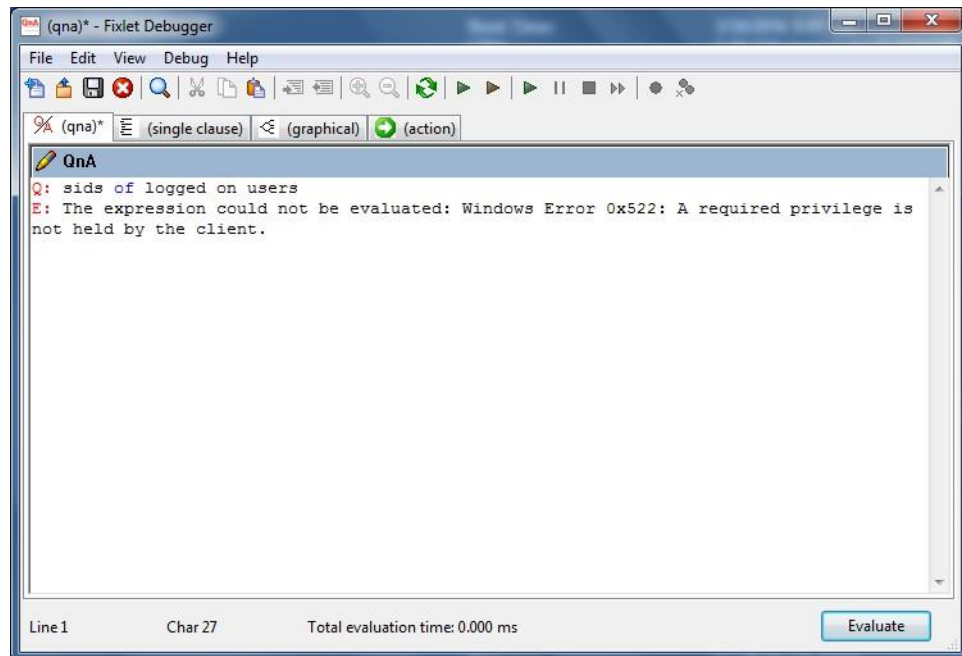 QnA (qna)* - Fixlet Debugger
File Edit View Debug Help
(qna)* (single clause) (graphical) (action)
QnA
Q: sids of logged on users
E: The expression could not be evaluated: Windows Error 0x522: A required privilege is
not held by the client.
Line 1 Char 27 Total evaluation time: 0.000 ms Evaluate